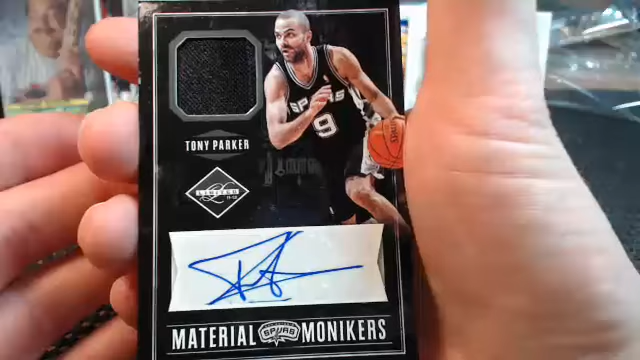 SPURS
9
TONY PARKER
LIMITED
MATERIAL SPURS MONIKERS